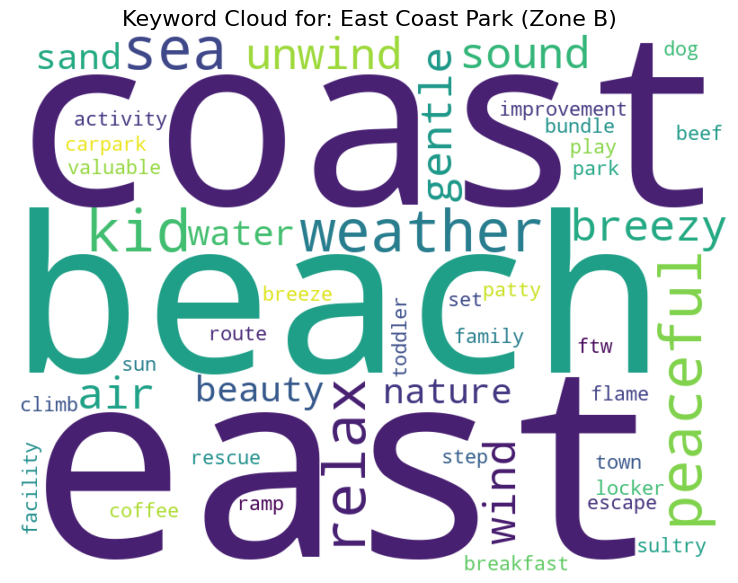 Keyword Cloud for: East Coast Park (Zone B)
sand sea unwind gentle sound dog
coast
activity improvement
carpark bundle beef
valuable play
park
kid water weather breezy
beach
breeze set patty peaceful
route toddler family ftw
sun
air beauty relax nature flame
climb
east
facility rescue step wind town
coffee ramp locker
escape
breakfast sultry